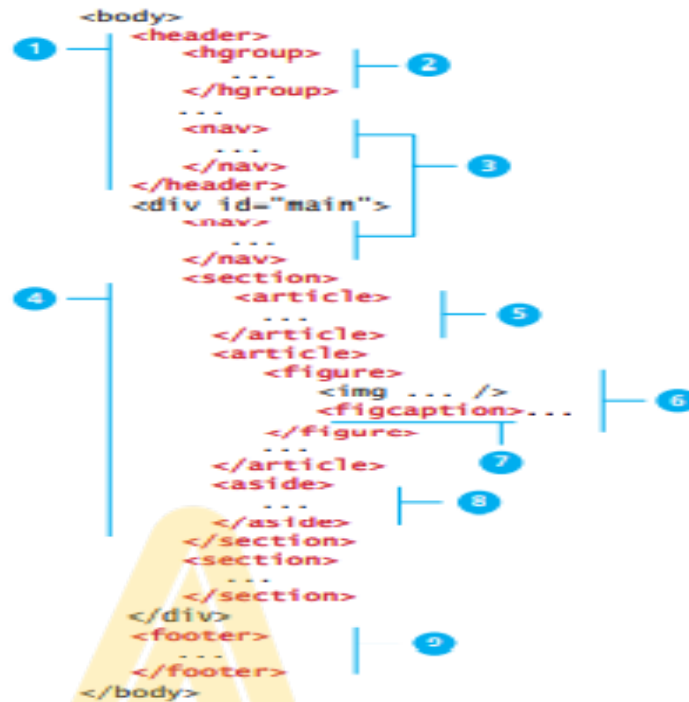 <body>
1 <header>
<hgroup>
... 2
</hgroup>
...
<nav>
... 3
</nav>
</header>
<div id="main">
<nav>
...
</nav>
<section>
4 <article>
... 5
</article>
<article>
<figure>
<img ... />
<figcaption>... 6
</figure>
... 7
</article>
<aside>
... 8
</aside>
</section>
<section>
...
</section>
</div>
<footer>
... 9
</footer>
</body>